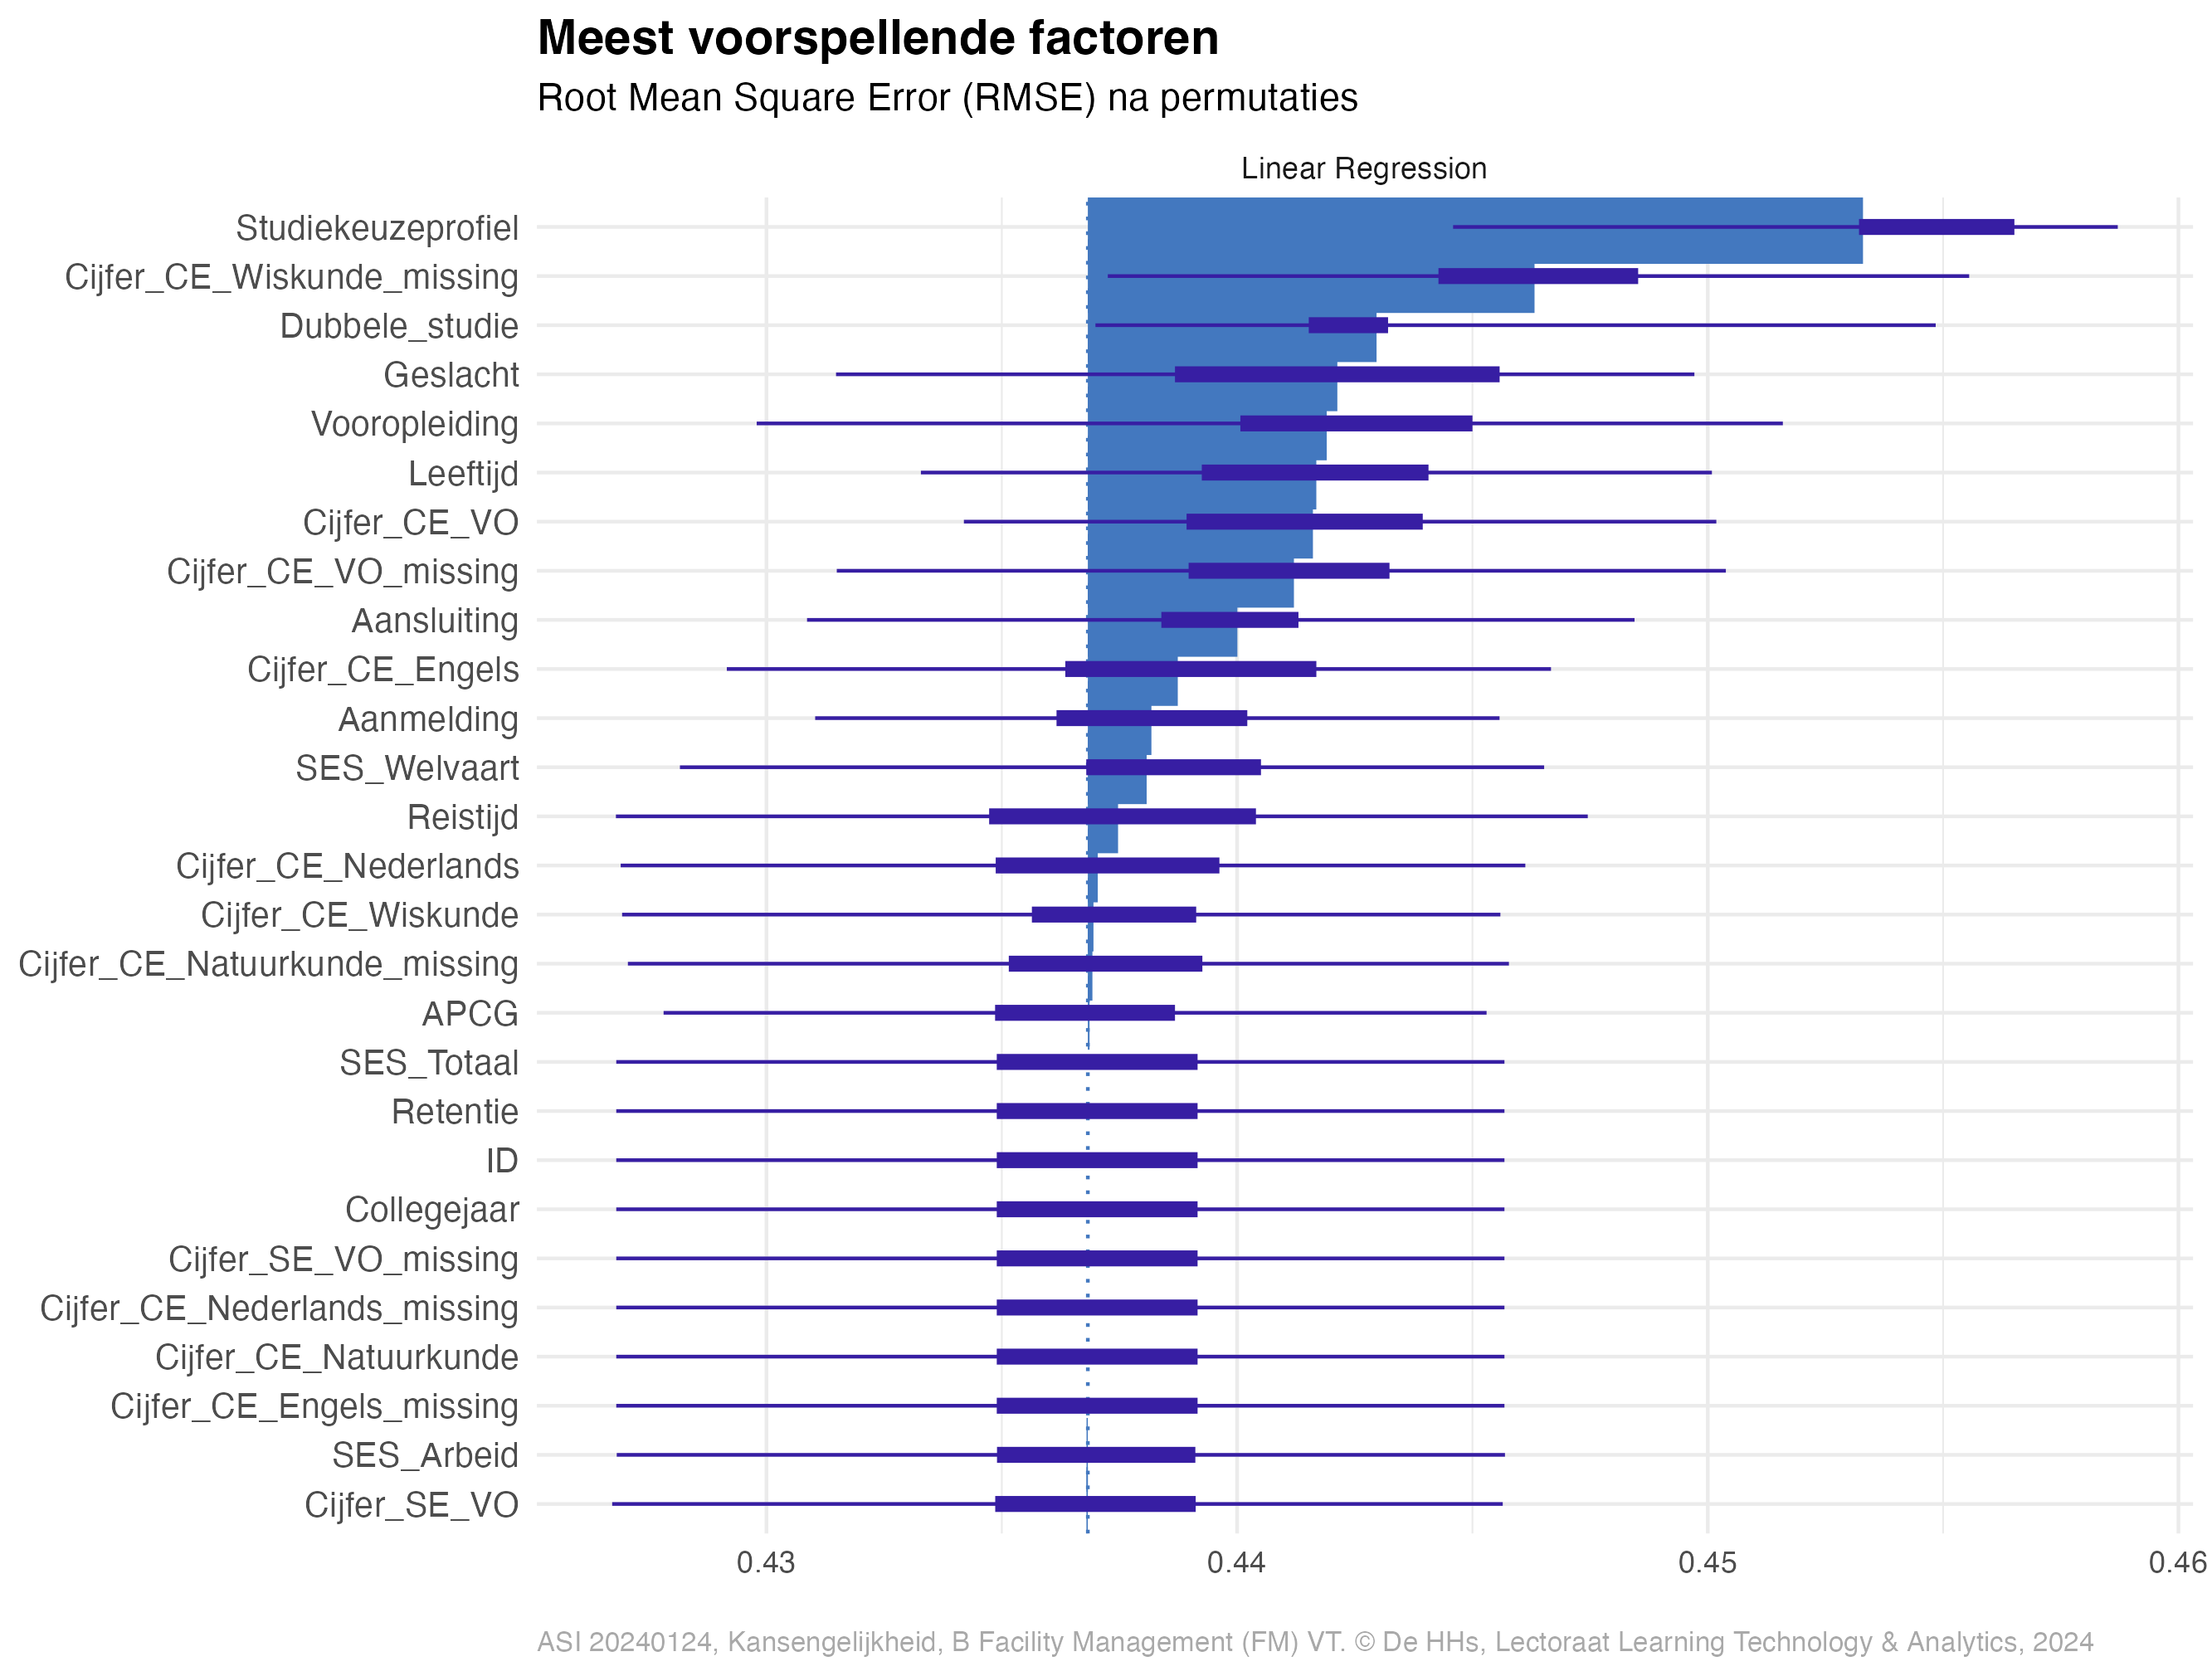 Meest voorspellende factoren
Root Mean Square Error (RMSE) na permutaties
Linear Regression
Studiekeuzeprofiel
Cijfer_CE_Wiskunde_missing
Dubbele_studie
Geslacht
Vooropleiding
Leeftijd
Cijfer_CE_VO
Cijfer_CE_VO_missing
Aansluiting
Cijfer_CE_Engels
Aanmelding
SES_Welvaart
Reistijd
Cijfer_CE_Nederlands
Cijfer_CE_Wiskunde
Cijfer_CE_Natuurkunde_missing
APCG
SES_Totaal
Retentie
ID
Collegejaar
Cijfer_SE_VO_missing
Cijfer_CE_Nederlands_missing
Cijfer_CE_Natuurkunde
Cijfer_CE_Engels_missing
SES_Arbeid
Cijfer_SE_VO
0.43 0.44 0.45 0.46
ASI 20240124, Kansengelijkheid, B Facility Management (FM) VT. © De HHs, Lectoraat Learning Technology & Analytics, 2024